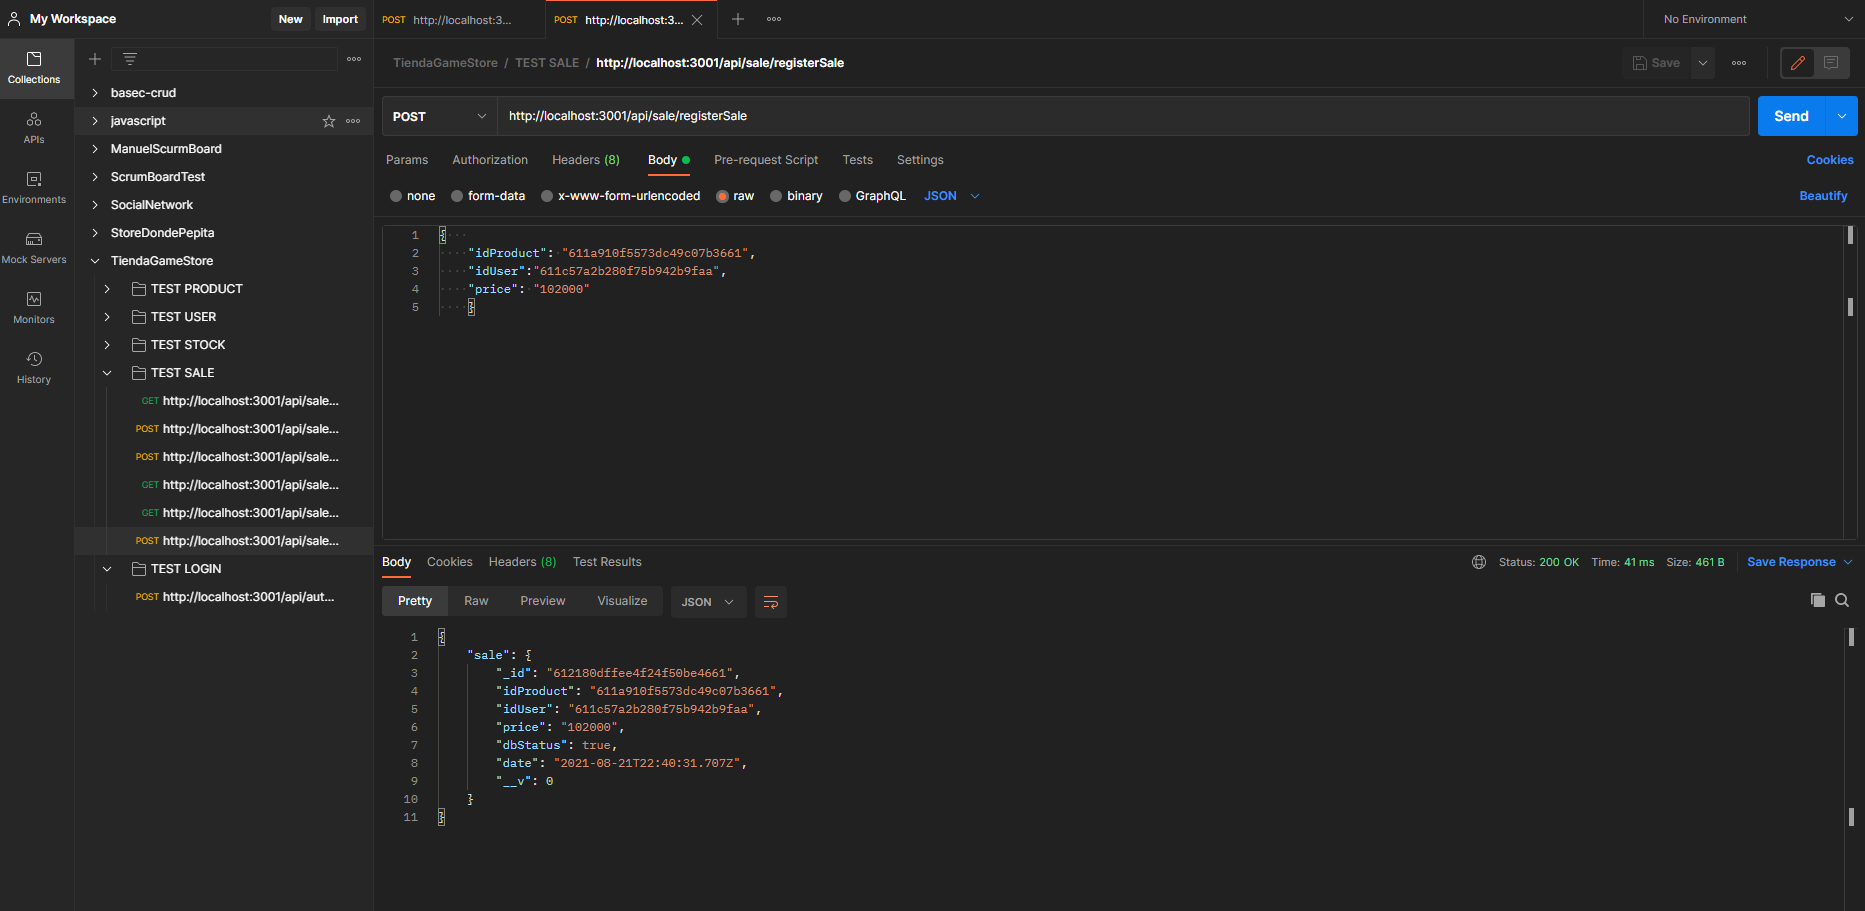 My Workspace
New
Import
POST http://localhost:3...
POST http://localhost:3...
No Environment
Collections
APIs
Environments
Mock Servers
Monitors
History
basec-crud
javascript
ManuelScurmBoard
ScrumBoardTest
SocialNetwork
StoreDondePepita
TiendaGameStore
TEST PRODUCT
TEST USER
TEST STOCK
TEST SALE
GET http://localhost:3001/api/sale...
POST http://localhost:3001/api/sale...
POST http://localhost:3001/api/sale...
GET http://localhost:3001/api/sale...
GET http://localhost:3001/api/sale...
POST http://localhost:3001/api/sale...
TEST LOGIN
POST http://localhost:3001/api/aut...
TiendaGameStore / TEST SALE / http://localhost:3001/api/sale/registerSale
Save
POST
http://localhost:3001/api/sale/registerSale
Send
Params Authorization Headers (8) Body Pre-request Script Tests Settings
Cookies
none form-data x-www-form-urlencoded raw binary GraphQL JSON
Beautify
1 {
2 "idProduct": "611a910f5573dc49c07b3661",
3 "idUser":"611c57a2b280f75b942b9faa",
4 "price": "102000"
5 }
Body Cookies Headers (8) Test Results
Status: 200 OK Time: 41 ms Size: 461 B
Save Response
Pretty Raw Preview Visualize JSON
1 {
2 "sale": {
3 "_id": "612180dffee4f24f50be4661",
4 "idProduct": "611a910f5573dc49c07b3661",
5 "idUser": "611c57a2b280f75b942b9faa",
6 "price": "102000",
7 "dbStatus": true,
8 "date": "2021-08-21T22:40:31.707Z",
9 "__v": 0
10 }
11 }